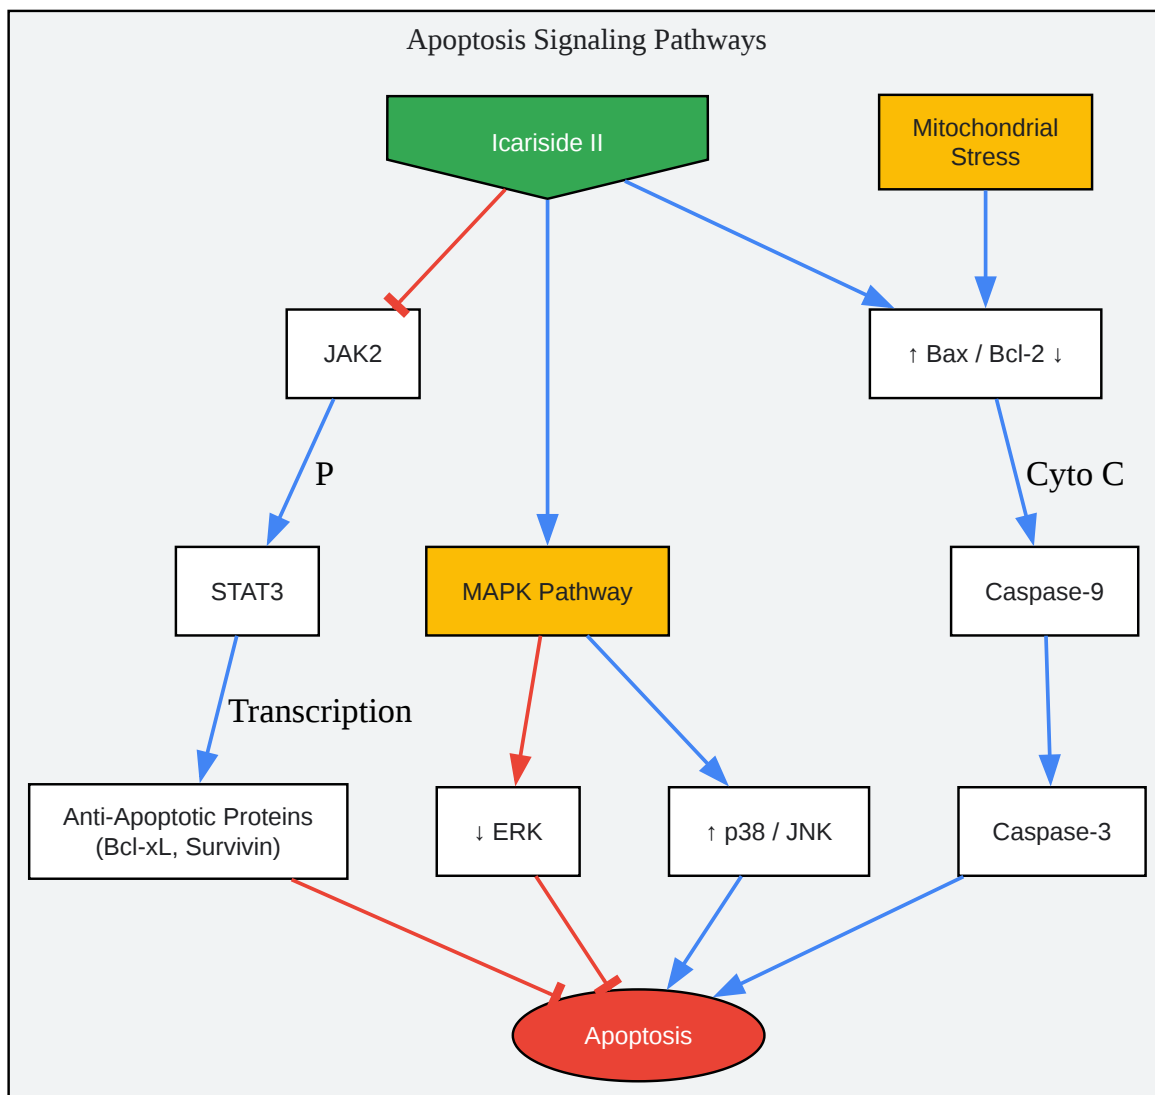 Apoptosis Signaling Pathways
Icariside II
Mitochondrial
Stress
JAK2
↑ Bax / Bcl-2 ↓
P
Cyto C
STAT3
MAPK Pathway
Caspase-9
Transcription
Anti-Apoptotic Proteins
(Bcl-xL, Survivin)
↓ ERK
↑ p38 / JNK
Caspase-3
Apoptosis